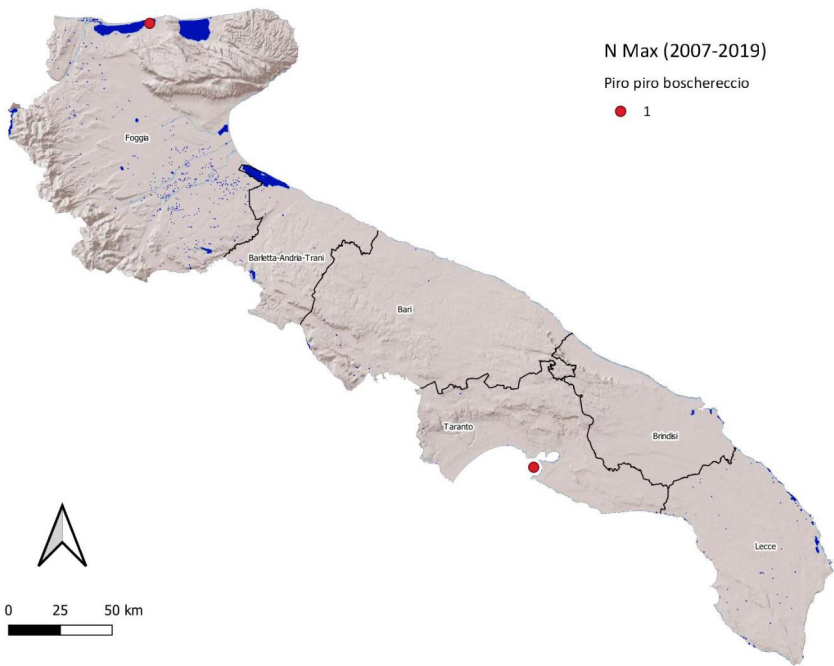 N Max (2007-2019)
Piro piro boschereccio
1
Foggia
Barletta-Andria-Trani
Bari
Taranto
Brindisi
Lecce
0 25 50 km